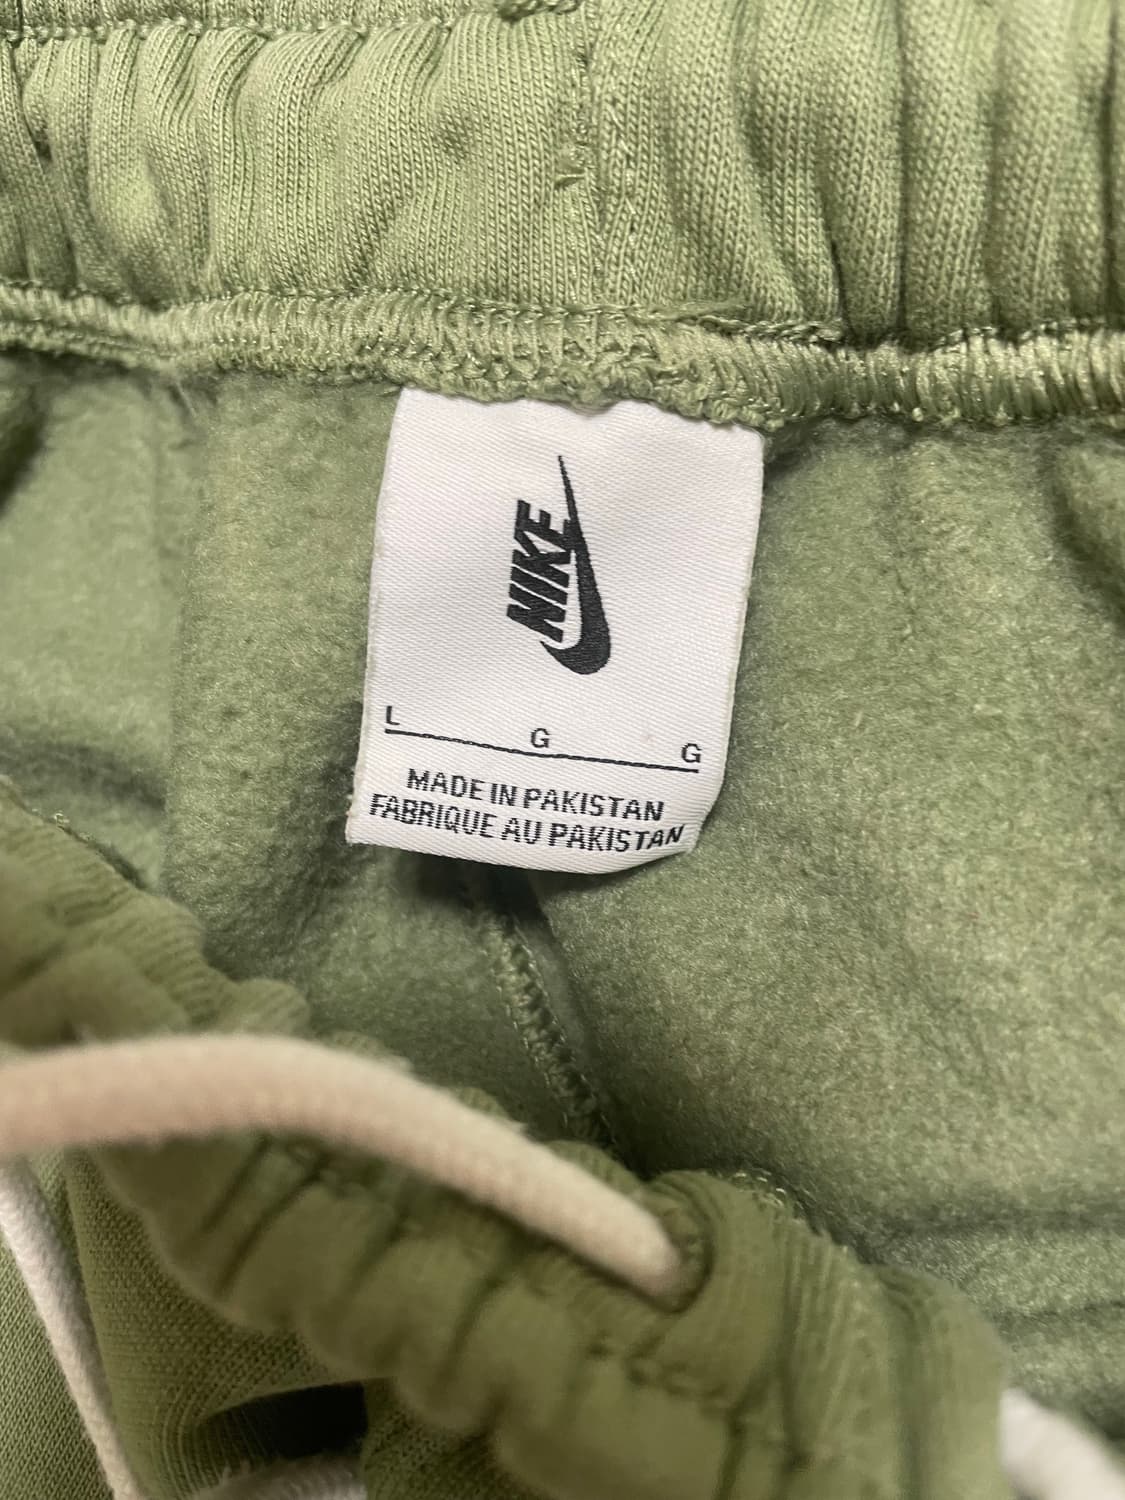 NIKE
L G G
MADE IN PAKISTAN
FABRIQUE AU PAKISTAN